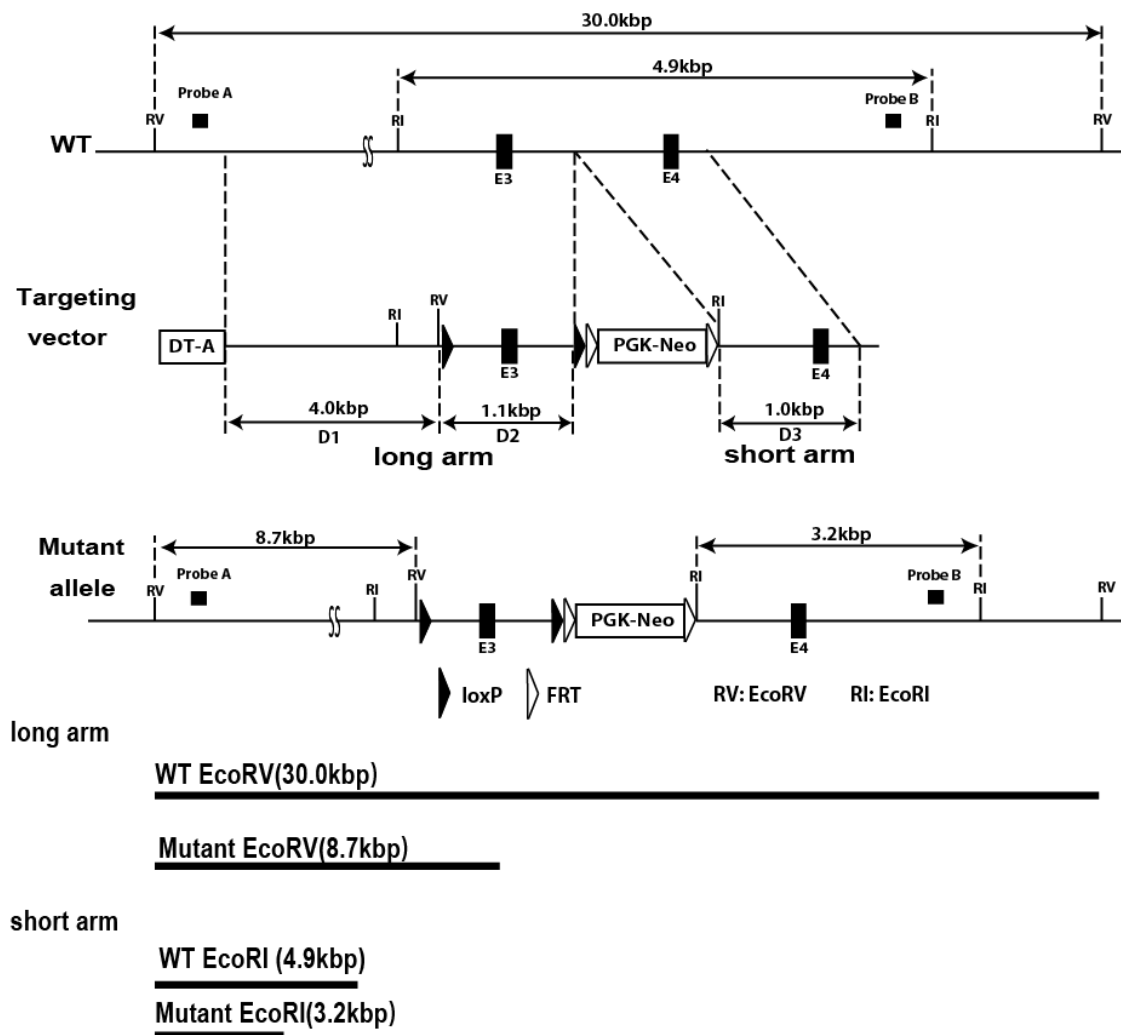 30.0kbp
4.9kbp
Probe A
Probe B
RV
RI
RI
RV
WT
E3
E4
Targeting
vector
RI
RV
RI
DT-A
E3
PGK-Neo
E4
4.0kbp
1.1kbp
1.0kbp
D1
D2
D3
long arm
short arm
Mutant
allele
8.7kbp
3.2kbp
Probe A
Probe B
RV
RI
RV
RI
RI
RV
E3
PGK-Neo
E4
loxP
FRT
RV: EcoRV
RI: EcoRI
long arm
WT EcoRV(30.0kbp)
Mutant EcoRV(8.7kbp)
short arm
WT EcoRI (4.9kbp)
Mutant EcoRI(3.2kbp)